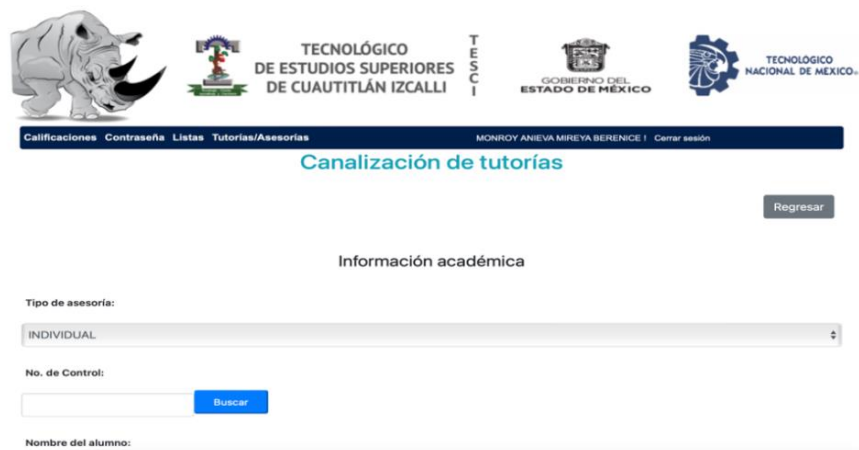 TECNOLÓGICO
DE ESTUDIOS SUPERIORES
DE CUAUTITLÁN IZCALLI
TESCI
GOBIERNO DEL
ESTADO DE MÉXICO
TECNOLÓGICO
NACIONAL DE MÉXICO
Calificaciones Contraseña Listas Tutorías/Asesorías MONROY ANIEVA MIREYA BERENICE ! Cerrar sesión
Canalización de tutorías
Regresar
Información académica
Tipo de asesoría:
INDIVIDUAL
No. de Control:
Buscar
Nombre del alumno: